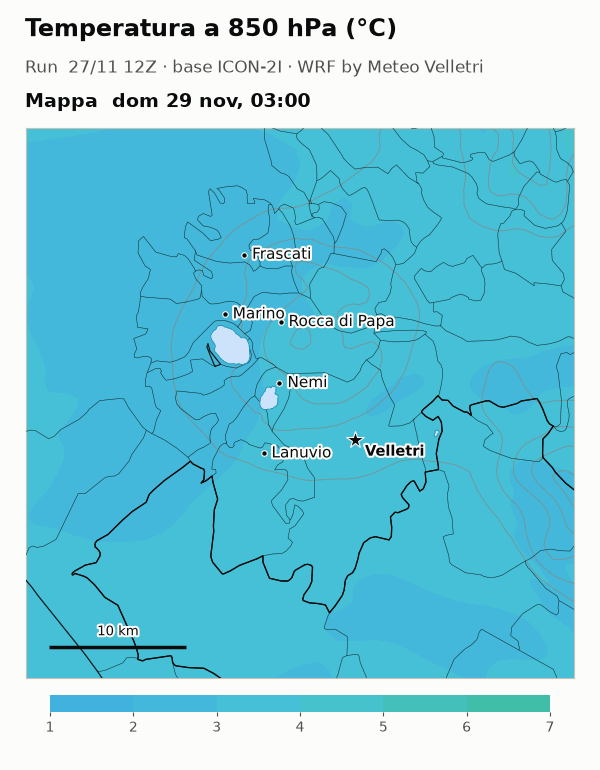 Temperatura a 850 hPa (°C)
Run  27/11 12Z · base ICON-2I · WRF by Meteo Velletri
Mappa  dom 29 nov, 03:00
Frascati
Marino
Rocca di Papa
Nemi
Velletri
Lanuvio
10 km
1 2 3 4 5 6 7